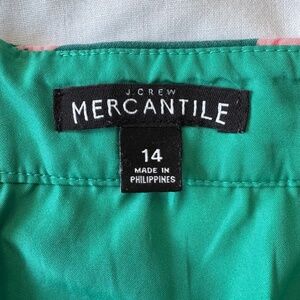 J.CREW
MERCANTILE
14
MADE IN
PHILIPPINES